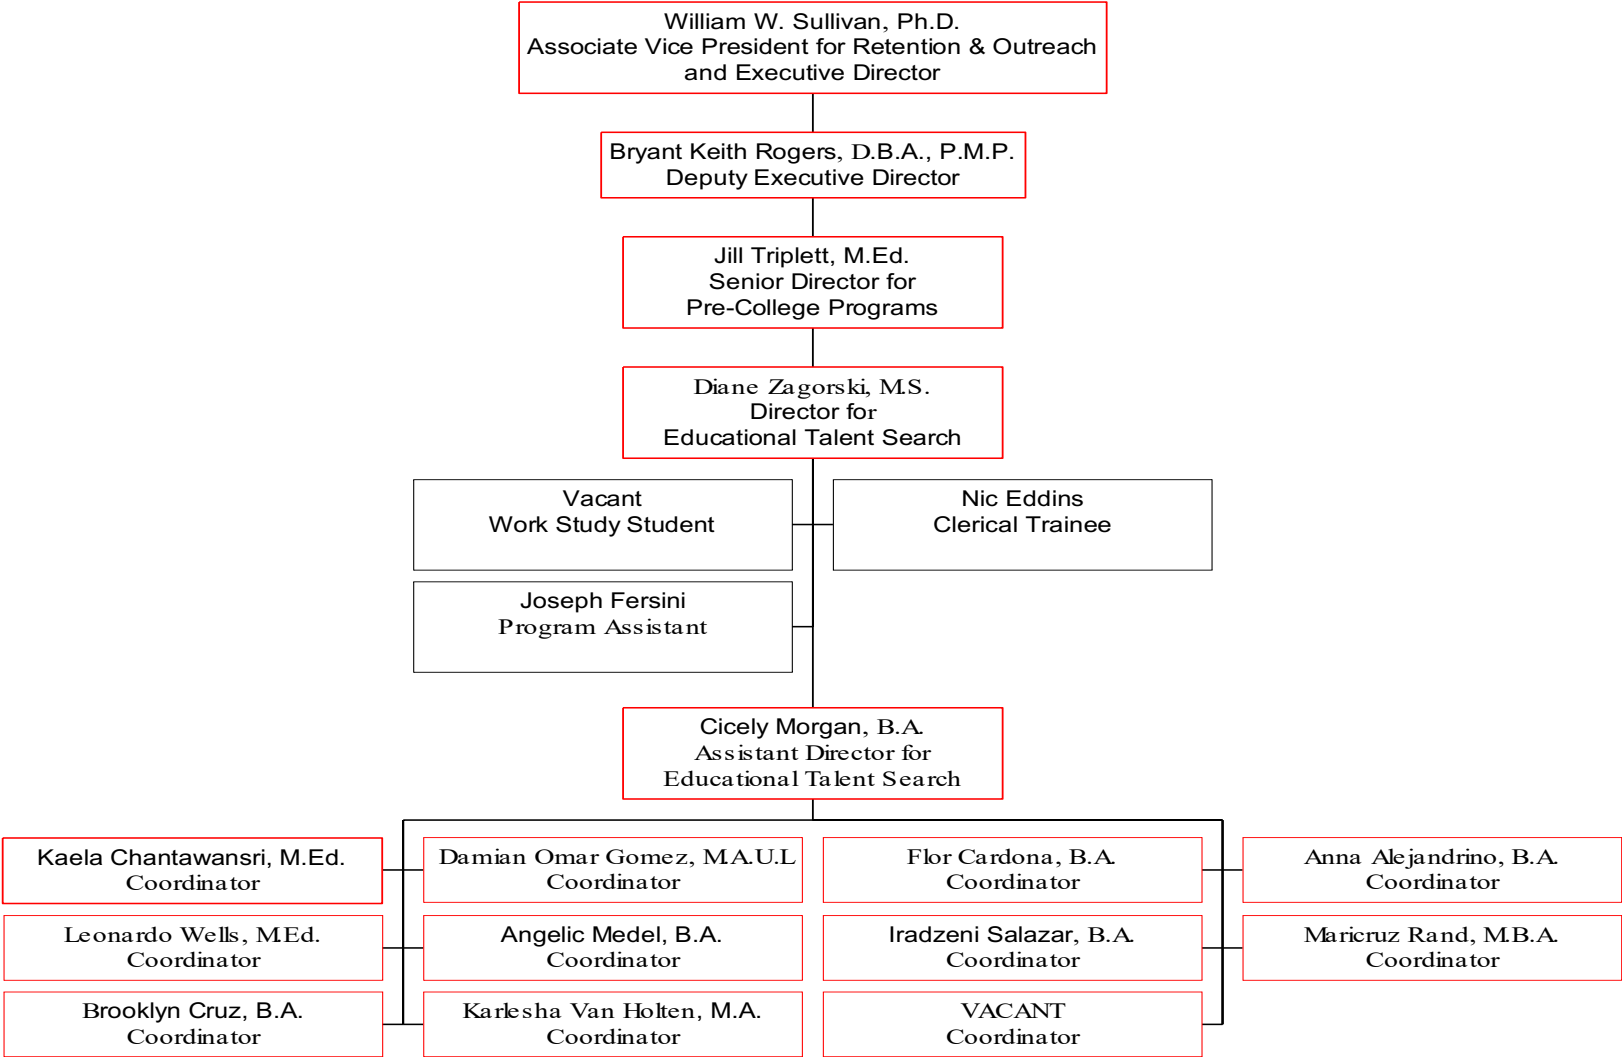 William W. Sullivan, Ph.D.
Associate Vice President for Retention & Outreach
and Executive Director
Bryant Keith Rogers, D.B.A., P.M.P.
Deputy Executive Director
Jill Triplett, M.Ed.
Senior Director for
Pre-College Programs
Diane Zagorski, M.S.
Director for
Educational Talent Search
Vacant
Work Study Student
Nic Eddins
Clerical Trainee
Joseph Fersini
Program Assistant
Cicely Morgan, B.A.
Assistant Director for
Educational Talent Search
Kaela Chantawansri, M.Ed.
Coordinator
Damian Omar Gomez, M.A.U.L
Coordinator
Flor Cardona, B.A.
Coordinator
Anna Alejandrino, B.A.
Coordinator
Leonardo Wells, M.Ed.
Coordinator
Angelic Medel, B.A.
Coordinator
Iradzeni Salazar, B.A.
Coordinator
Maricruz Rand, M.B.A.
Coordinator
Brooklyn Cruz, B.A.
Coordinator
Karlesha Van Holten, M.A.
Coordinator
VACANT
Coordinator